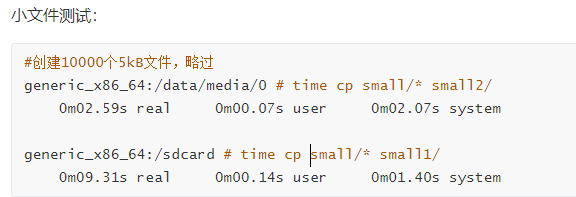 小文件测试：
#创建10000个5kB文件，略过
generic_x86_64:/data/media/0 # time cp small/* small2/
0m02.59s real 0m00.07s user 0m02.07s system
generic_x86_64:/sdcard # time cp small/* small1/
0m09.31s real 0m00.14s user 0m01.40s system